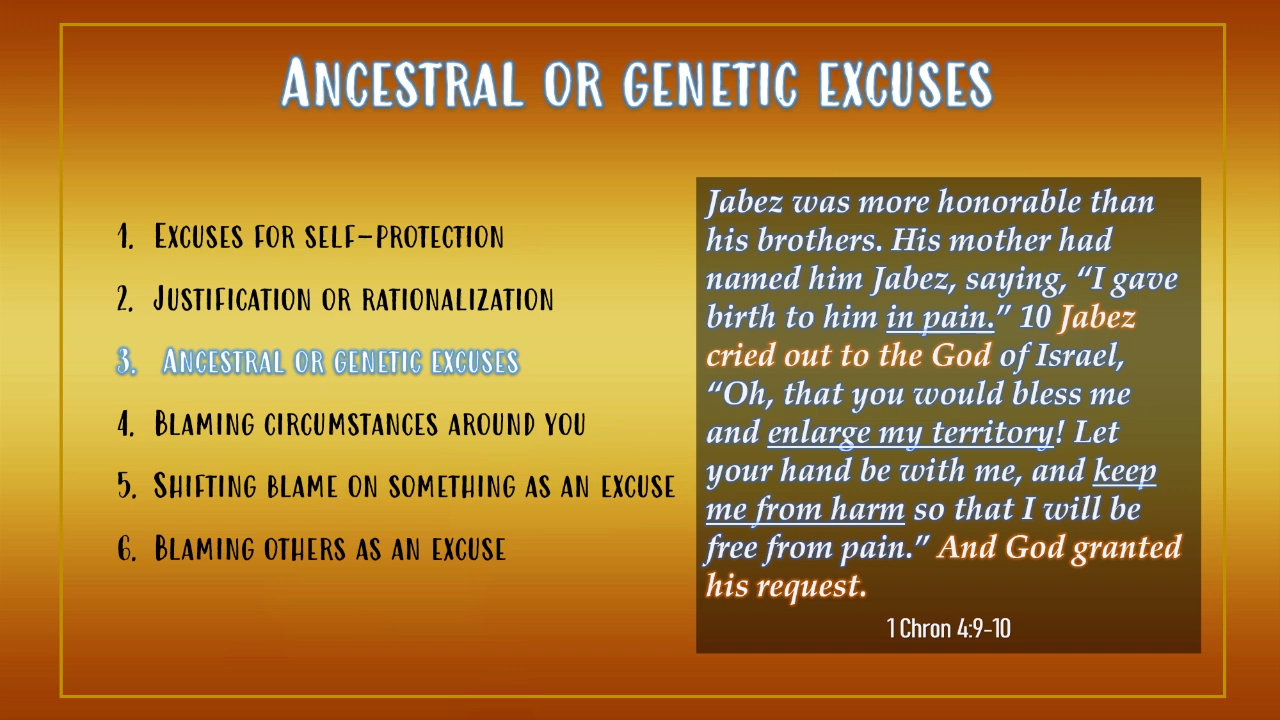 Ancestral or genetic excuses
1. Excuses for self-protection
2. Justification or rationalization
3. Ancestral or genetic excuses
4. Blaming circumstances around you
5. Shifting blame on something as an excuse
6. Blaming others as an excuse
Jabez was more honorable than
his brothers. His mother had
named him Jabez, saying, “I gave
birth to him in pain.” 10 Jabez
cried out to the God of Israel,
“Oh, that you would bless me
and enlarge my territory! Let
your hand be with me, and keep
me from harm so that I will be
free from pain.” And God granted
his request.
1 Chron 4:9-10